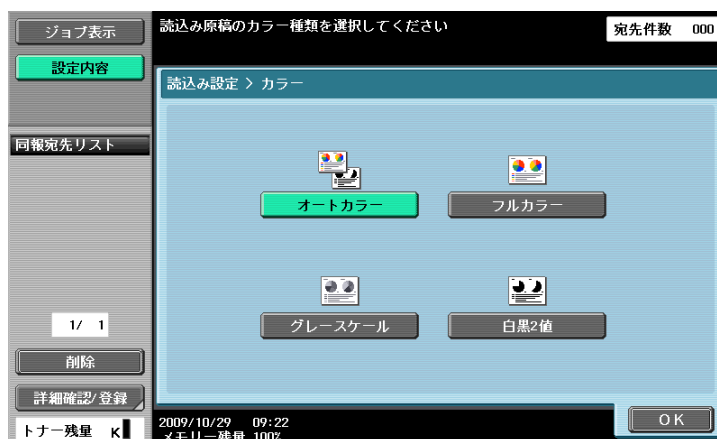 ジョブ表示
設定内容
読込み原稿のカラー種類を選択してください
宛先件数 000
読込み設定 > カラー
同報宛先リスト
オートカラー
フルカラー
グレースケール
白黒2値
1/ 1
削除
詳細確認/登録
トナー残量 K
2009/10/29 09:22
メモリー残量 100%
OK